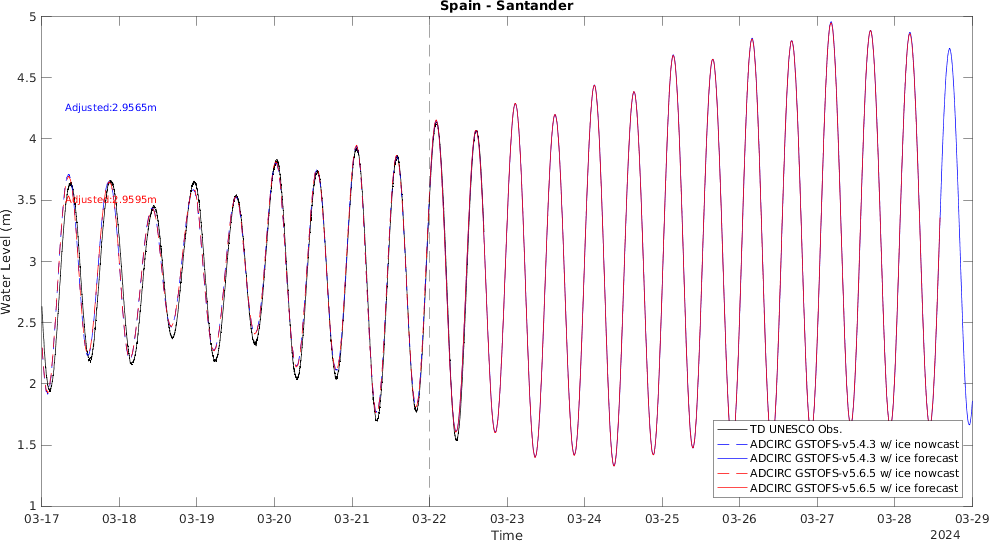 Spain - Santander
5
4.5
4
3.5
3
2.5
2
1.5
1
Water Level (m)
Adjusted:2.9565m
Adjusted:2.9595m
TD UNESCO Obs.
ADCIRC GSTOFS-v5.4.3 w/ ice nowcast
ADCIRC GSTOFS-v5.4.3 w/ ice forecast
ADCIRC GSTOFS-v5.6.5 w/ ice nowcast
ADCIRC GSTOFS-v5.6.5 w/ ice forecast
03-17 03-18 03-19 03-20 03-21 03-22 03-23 03-24 03-25 03-26 03-27 03-28 03-29
Time
2024